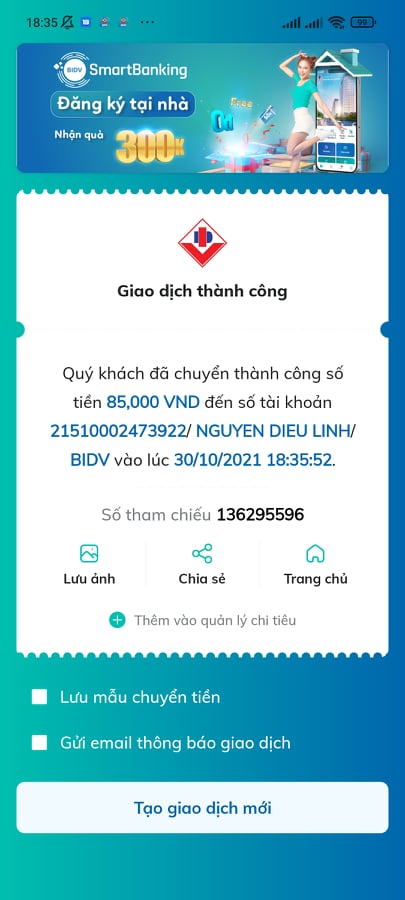 18:35
99
BIDV SmartBanking
Đăng ký tại nhà
Nhận quà
300K
0đ
Free
Giao dịch thành công
Quý khách đã chuyển thành công số
tiền 85,000 VND đến số tài khoản
21510002473922/ NGUYEN DIEU LINH/
BIDV vào lúc 30/10/2021 18:35:52.
Số tham chiếu 136295596
Lưu ảnh
Chia sẻ
Trang chủ
Thêm vào quản lý chi tiêu
Lưu mẫu chuyển tiền
Gửi email thông báo giao dịch
Tạo giao dịch mới